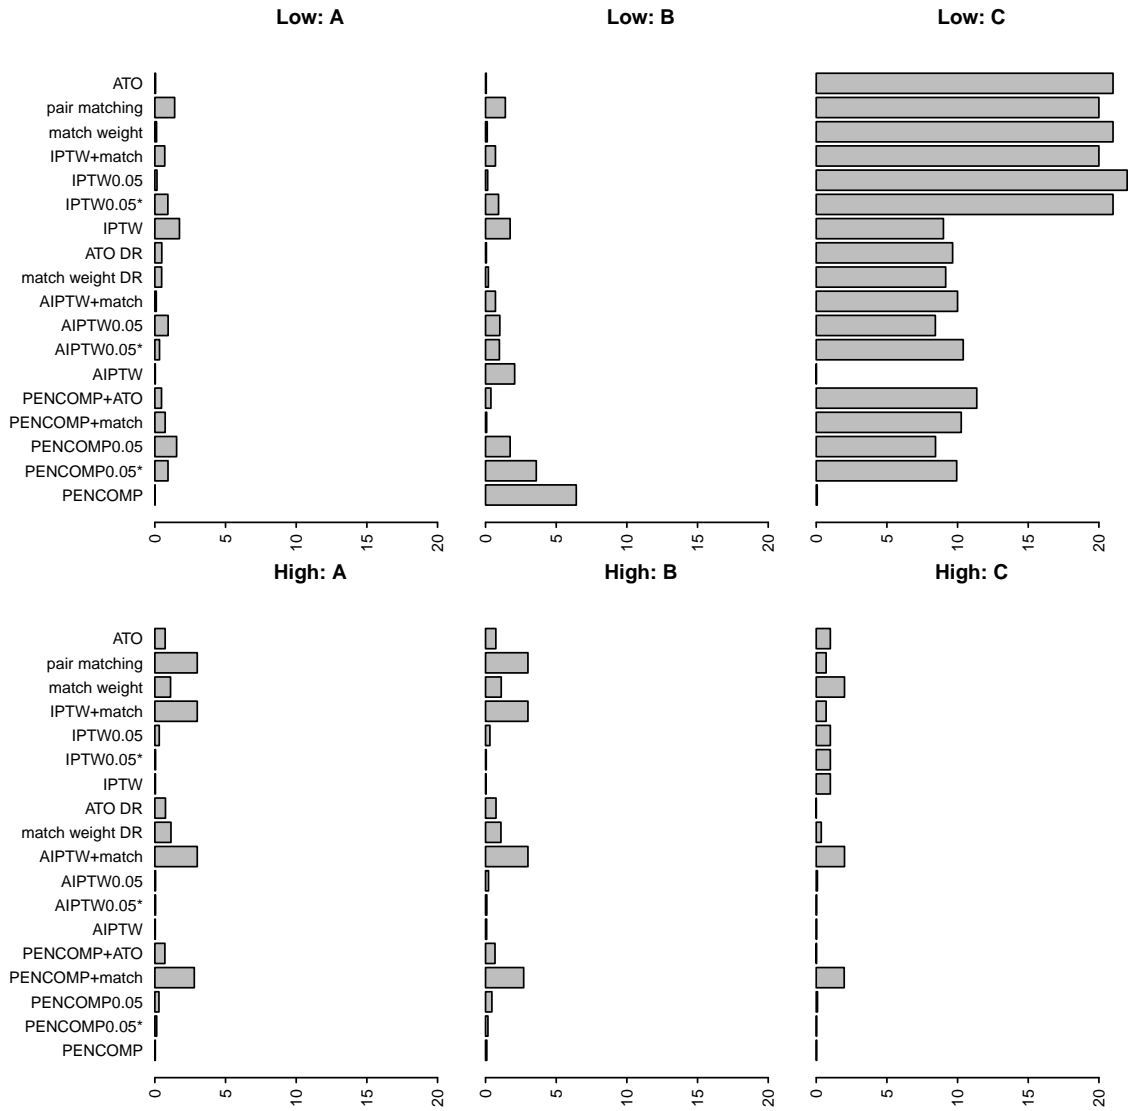 Low: A Low: B Low: C
ATO
pair matching
match weight
IPTW+match
IPTW0.05
IPTW0.05*
IPTW
ATO DR
match weight DR
AIPTW+match
AIPTW0.05
AIPTW0.05*
AIPTW
PENCOMP+ATO
PENCOMP+match
PENCOMP0.05
PENCOMP0.05*
PENCOMP
0 5 10 15 20 0 5 10 15 20 0 5 10 15 20
High: A High: B High: C
ATO
pair matching
match weight
IPTW+match
IPTW0.05
IPTW0.05*
IPTW
ATO DR
match weight DR
AIPTW+match
AIPTW0.05
AIPTW0.05*
AIPTW
PENCOMP+ATO
PENCOMP+match
PENCOMP0.05
PENCOMP0.05*
PENCOMP
0 5 10 15 20 0 5 10 15 20 0 5 10 15 20